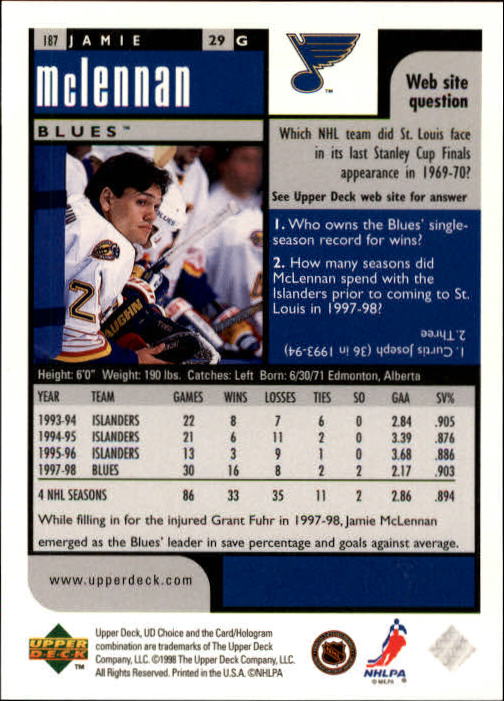 187 JAMIE 29 G
mclennan
BLUES™
Web site
question
Which NHL team did St. Louis face
in its last Stanley Cup Finals
appearance in 1969-70?
See Upper Deck web site for answer
1. Who owns the Blues' single-
season record for wins?
2. How many seasons did
McLennan spend with the
Islanders prior to coming to St.
Louis in 1997-98?
1. Curtis Joseph (36 in 1993-94)
2. Three
2
VAUGHN
Height: 6'0" Weight: 190 lbs. Catches: Left Born: 6/30/71 Edmonton, Alberta
YEAR TEAM GAMES WINS LOSSES TIES SO GAA SV%
1993-94 ISLANDERS 22 8 7 6 0 2.84 .905
1994-95 ISLANDERS 21 6 11 2 0 3.39 .876
1995-96 ISLANDERS 13 3 9 1 0 3.68 .886
1997-98 BLUES 30 16 8 2 2 2.17 .903
4 NHL SEASONS 86 33 35 11 2 2.86 .894
While filling in for the injured Grant Fuhr in 1997-98, Jamie McLennan
emerged as the Blues' leader in save percentage and goals against average.
www.upperdeck.com
UPPER
DECK
™
Upper Deck, UD Choice and the Card/Hologram
combination are trademarks of The Upper Deck
Company, LLC. ©1998 The Upper Deck Company, LLC.
All Rights Reserved. Printed in the U.S.A. ©NHLPA
NHL
NHLPA